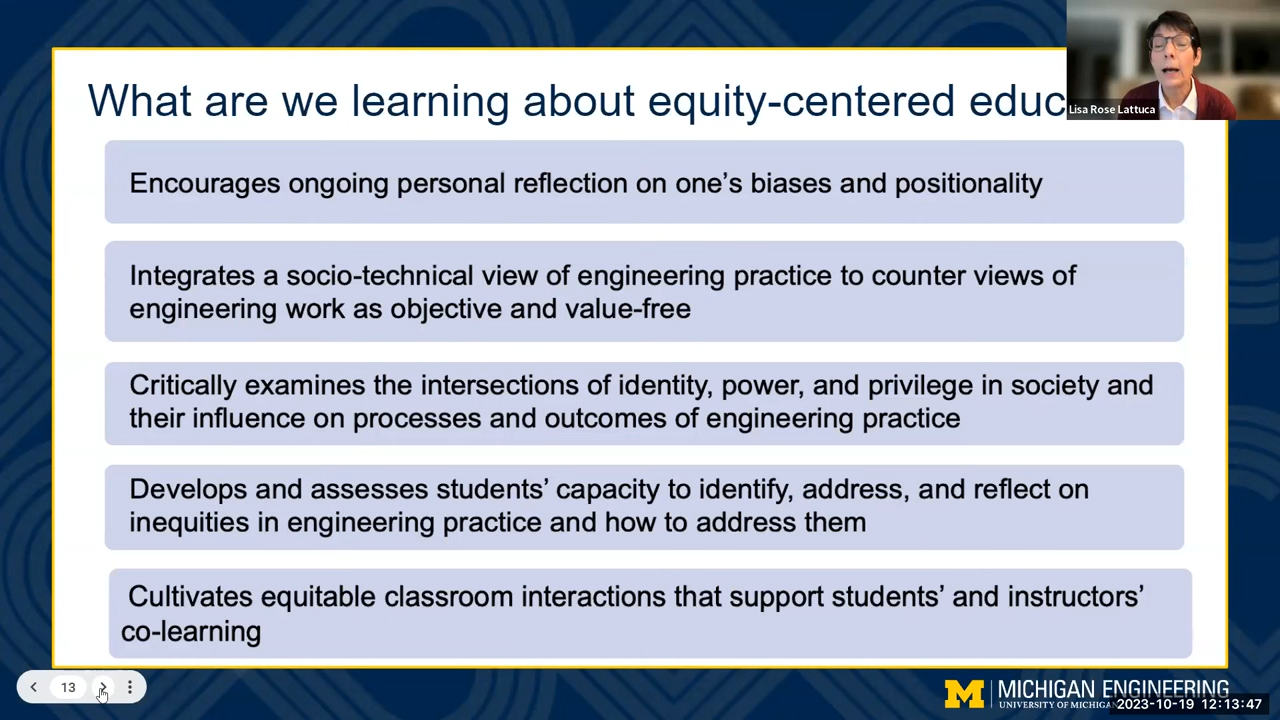 What are we learning about equity-centered educ
Lisa Rose Lattuca
Encourages ongoing personal reflection on one’s biases and positionality
Integrates a socio-technical view of engineering practice to counter views of
engineering work as objective and value-free
Critically examines the intersections of identity, power, and privilege in society and
their influence on processes and outcomes of engineering practice
Develops and assesses students’ capacity to identify, address, and reflect on
inequities in engineering practice and how to address them
Cultivates equitable classroom interactions that support students’ and instructors’
co-learning
13
M MICHIGAN ENGINEERING
UNIVERSITY OF MICHIGAN
2023-10-19 12:13:47